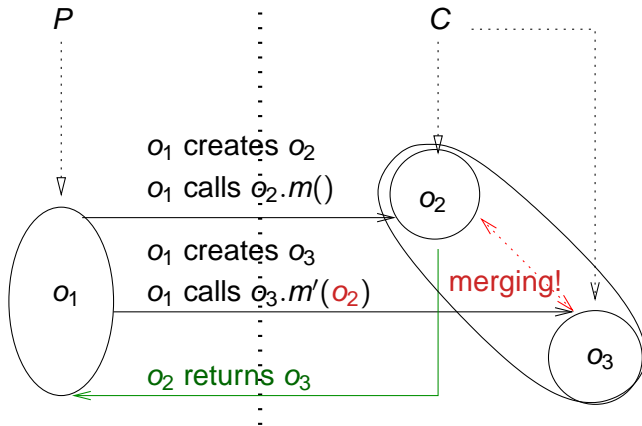 P
C
o₁ creates o₂
o₁ calls o₂.m()
o₂
o₁ creates o₃
o₁ calls o₃.m′(o₂)
merging!
o₁
o₃
o₂ returns o₃